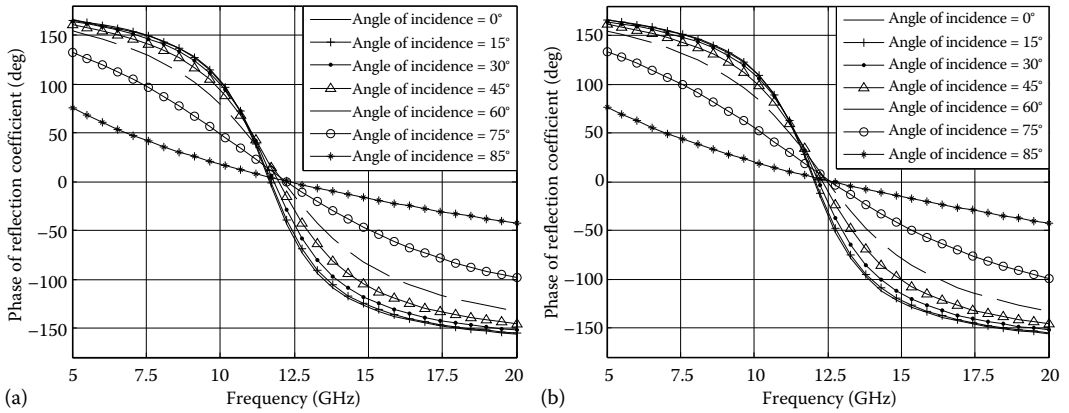 Phase of reflection coefficient (deg)
150
100
50
0
−50
−100
−150
5
7.5
10
12.5
15
17.5
20
Frequency (GHz)
Angle of incidence = 0°
Angle of incidence = 15°
Angle of incidence = 30°
Angle of incidence = 45°
Angle of incidence = 60°
Angle of incidence = 75°
Angle of incidence = 85°
(a)
Phase of reflection coefficient (deg)
150
100
50
0
−50
−100
−150
5
7.5
10
12.5
15
17.5
20
Frequency (GHz)
Angle of incidence = 0°
Angle of incidence = 15°
Angle of incidence = 30°
Angle of incidence = 45°
Angle of incidence = 60°
Angle of incidence = 75°
Angle of incidence = 85°
(b)